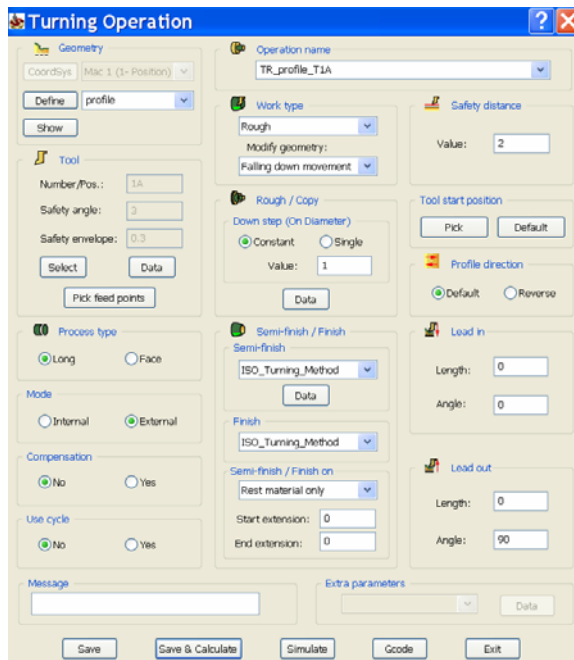 Turning Operation
Geometry
CoordSys Mac 1 (1- Position)
Define profile
Show
Tool
Number/Pos.: 1A
Safety angle: 3
Safety envelope: 0.3
Select Data
Pick feed points
Process type
Long Face
Mode
Internal External
Compensation
No Yes
Use cycle
No Yes
Operation name
TR_profile_T1A
Work type
Rough
Modify geometry:
Falling down movement
Rough / Copy
Down step (On Diameter)
Constant Single
Value: 1
Data
Semi-finish / Finish
Semi-finish
ISO_Turning_Method
Data
Finish
ISO_Turning_Method
Semi-finish / Finish on
Rest material only
Start extension: 0
End extension: 0
Safety distance
Value: 2
Tool start position
Pick Default
Profile direction
Default Reverse
Lead in
Length: 0
Angle: 0
Lead out
Length: 0
Angle: 90
Message
Extra parameters
Data
Save Save & Calculate Simulate Gcode Exit